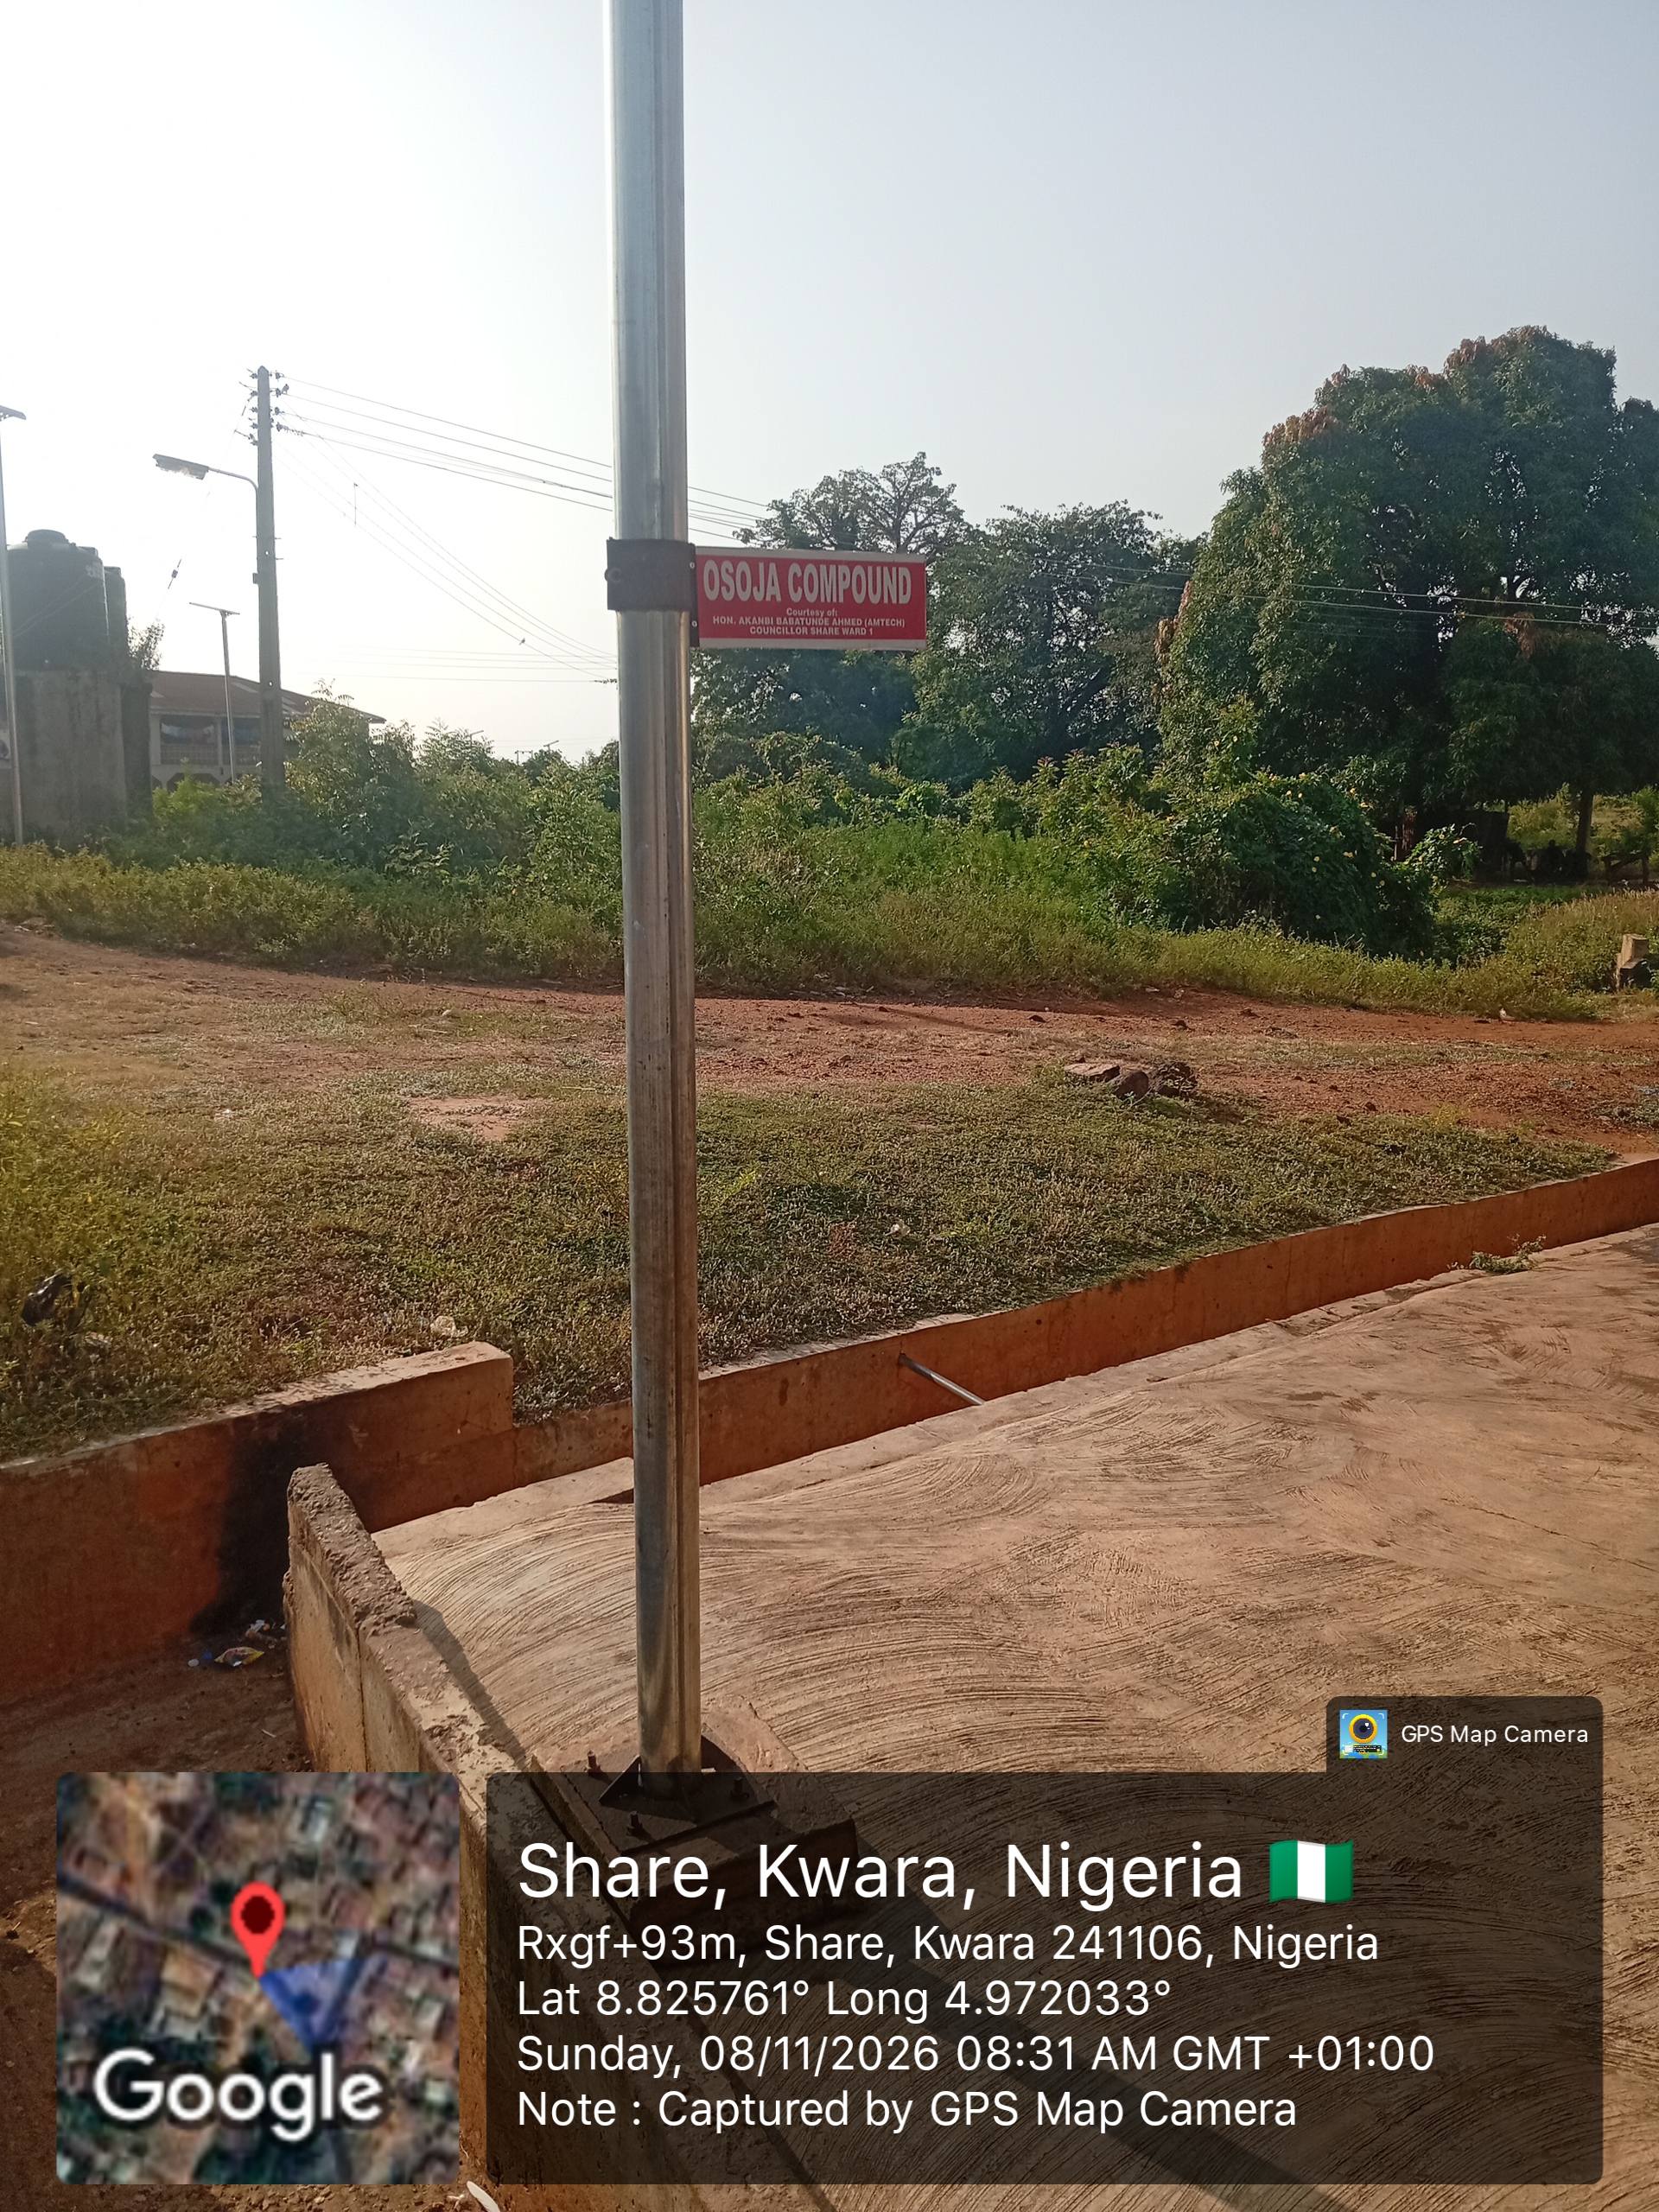 OSOJA COMPOUND
Courtesy of:
HON. AKANBI BABATUNDE AHMED (AMTECH)
COUNCILLOR SHARE WARD 1
GPS Map Camera
Share, Kwara, Nigeria
Rxgf+93m, Share, Kwara 241106, Nigeria
Lat 8.825761° Long 4.972033°
Sunday, 08/11/2026 08:31 AM GMT +01:00
Note : Captured by GPS Map Camera
Google